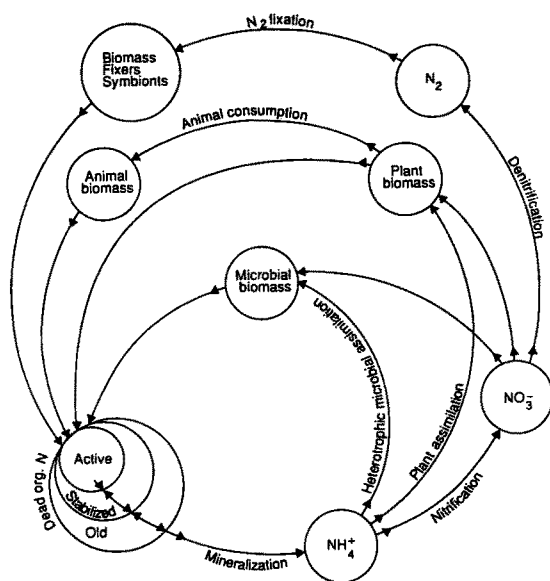 N₂ fixation
Biomass
Fixers
Symbionts
N₂
Animal consumption
Denitrification
Animal
biomass
Plant
biomass
Microbial
biomass
Heterotrophic microbial assimilation
Plant assimilation
NO₃⁻
Nitrification
Dead org. N
Active
Stabilized
Old
Mineralization
NH₄⁺